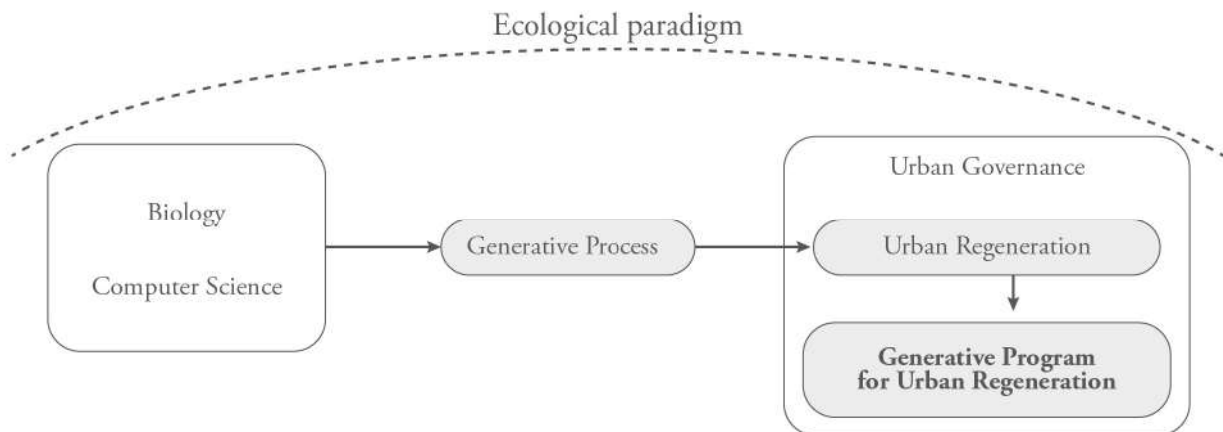 Ecological paradigm
Biology
Computer Science
Generative Process
Urban Governance
Urban Regeneration
Generative Program
for Urban Regeneration